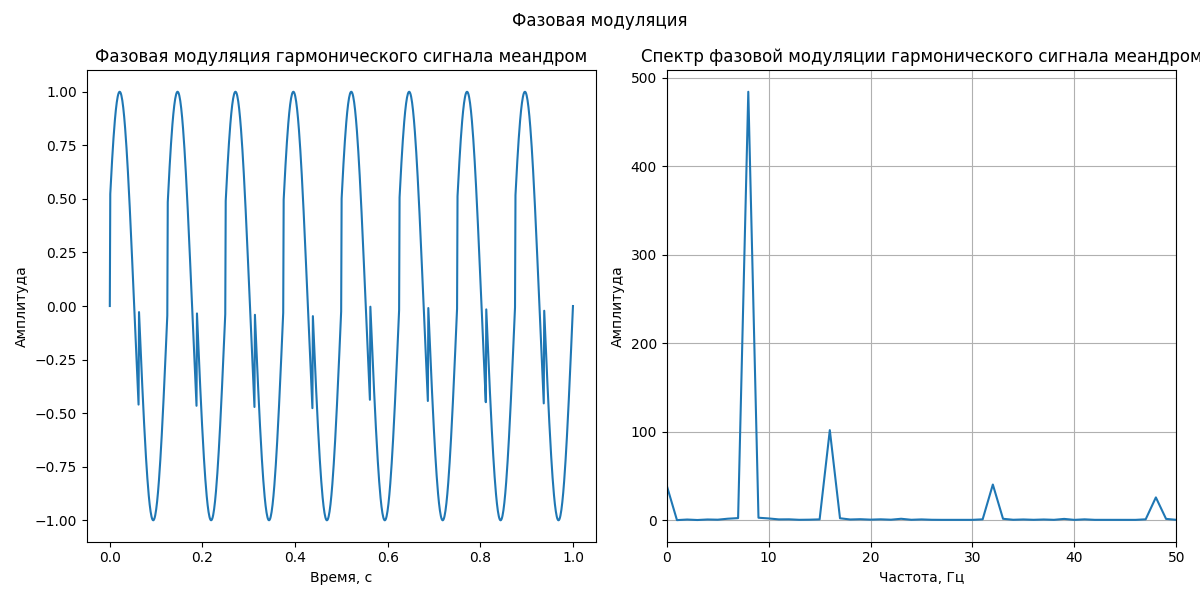 Фазовая модуляция
Фазовая модуляция гармонического сигнала меандром
1.00
0.75
0.50
0.25
0.00
−0.25
−0.50
−0.75
−1.00
Амплитуда
0.0 0.2 0.4 0.6 0.8 1.0
Время, с
Спектр фазовой модуляции гармонического сигнала меандром
500
400
300
200
100
0
Амплитуда
0 10 20 30 40 50
Частота, Гц